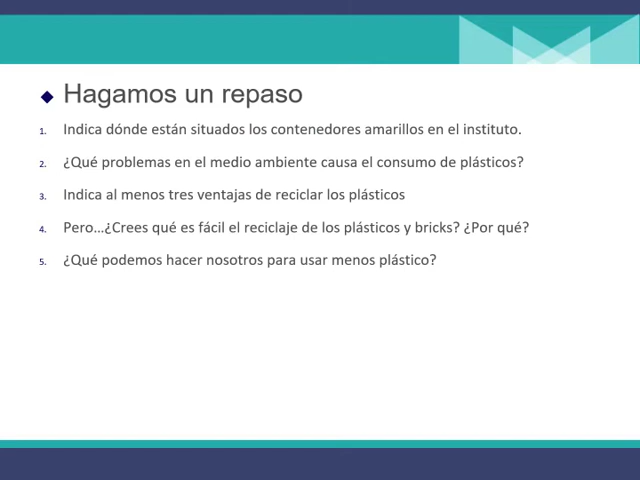 Hagamos un repaso
1. Indica dónde están situados los contenedores amarillos en el instituto.
2. ¿Qué problemas en el medio ambiente causa el consumo de plásticos?
3. Indica al menos tres ventajas de reciclar los plásticos
4. Pero...¿Crees qué es fácil el reciclaje de los plásticos y bricks? ¿Por qué?
5. ¿Qué podemos hacer nosotros para usar menos plástico?